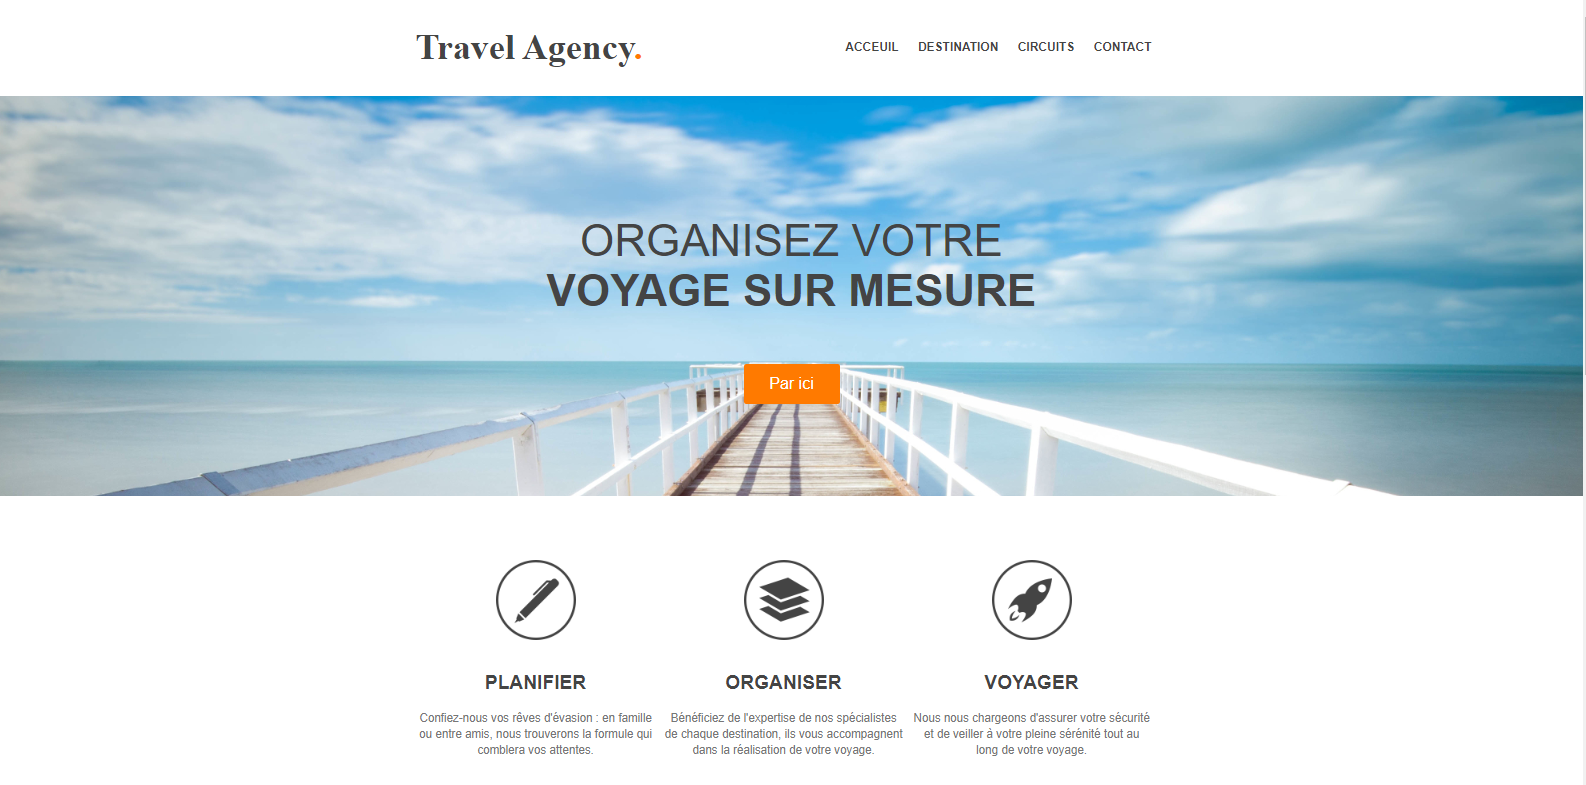 Travel Agency.
ACCEUIL DESTINATION CIRCUITS CONTACT
ORGANISEZ VOTRE
VOYAGE SUR MESURE
Par ici
PLANIFIER
Confiez-nous vos rêves d'évasion : en famille
ou entre amis, nous trouverons la formule qui
comblera vos attentes.
ORGANISER
Bénéficiez de l'expertise de nos spécialistes
de chaque destination, ils vous accompagnent
dans la réalisation de votre voyage.
VOYAGER
Nous nous chargeons d'assurer votre sécurité
et de veiller à votre pleine sérénité tout au
long de votre voyage.